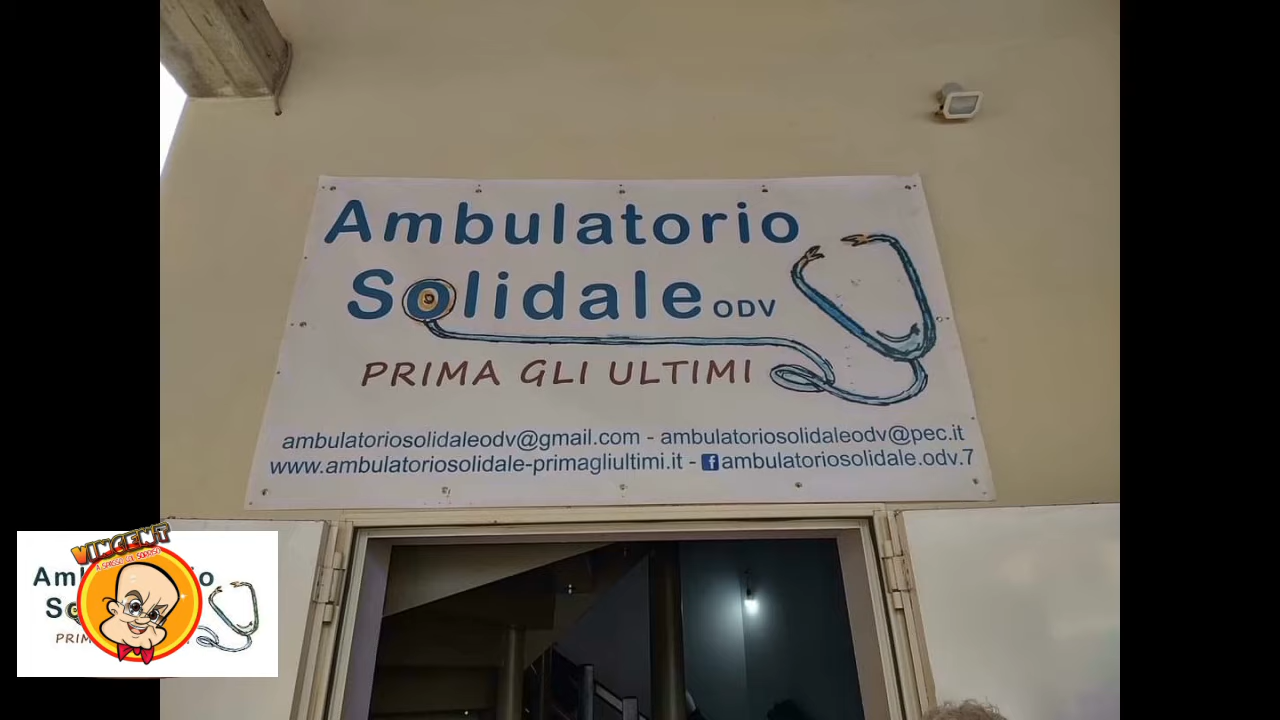 Ambulatorio
Solidale ODV
PRIMA GLI ULTIMI
ambulatoriosolidaleodv@gmail.com - ambulatoriosolidaleodv@pec.it
www.ambulatoriosolidale-primagliultimi.it - f ambulatoriosolidale.odv.7
VINCENT